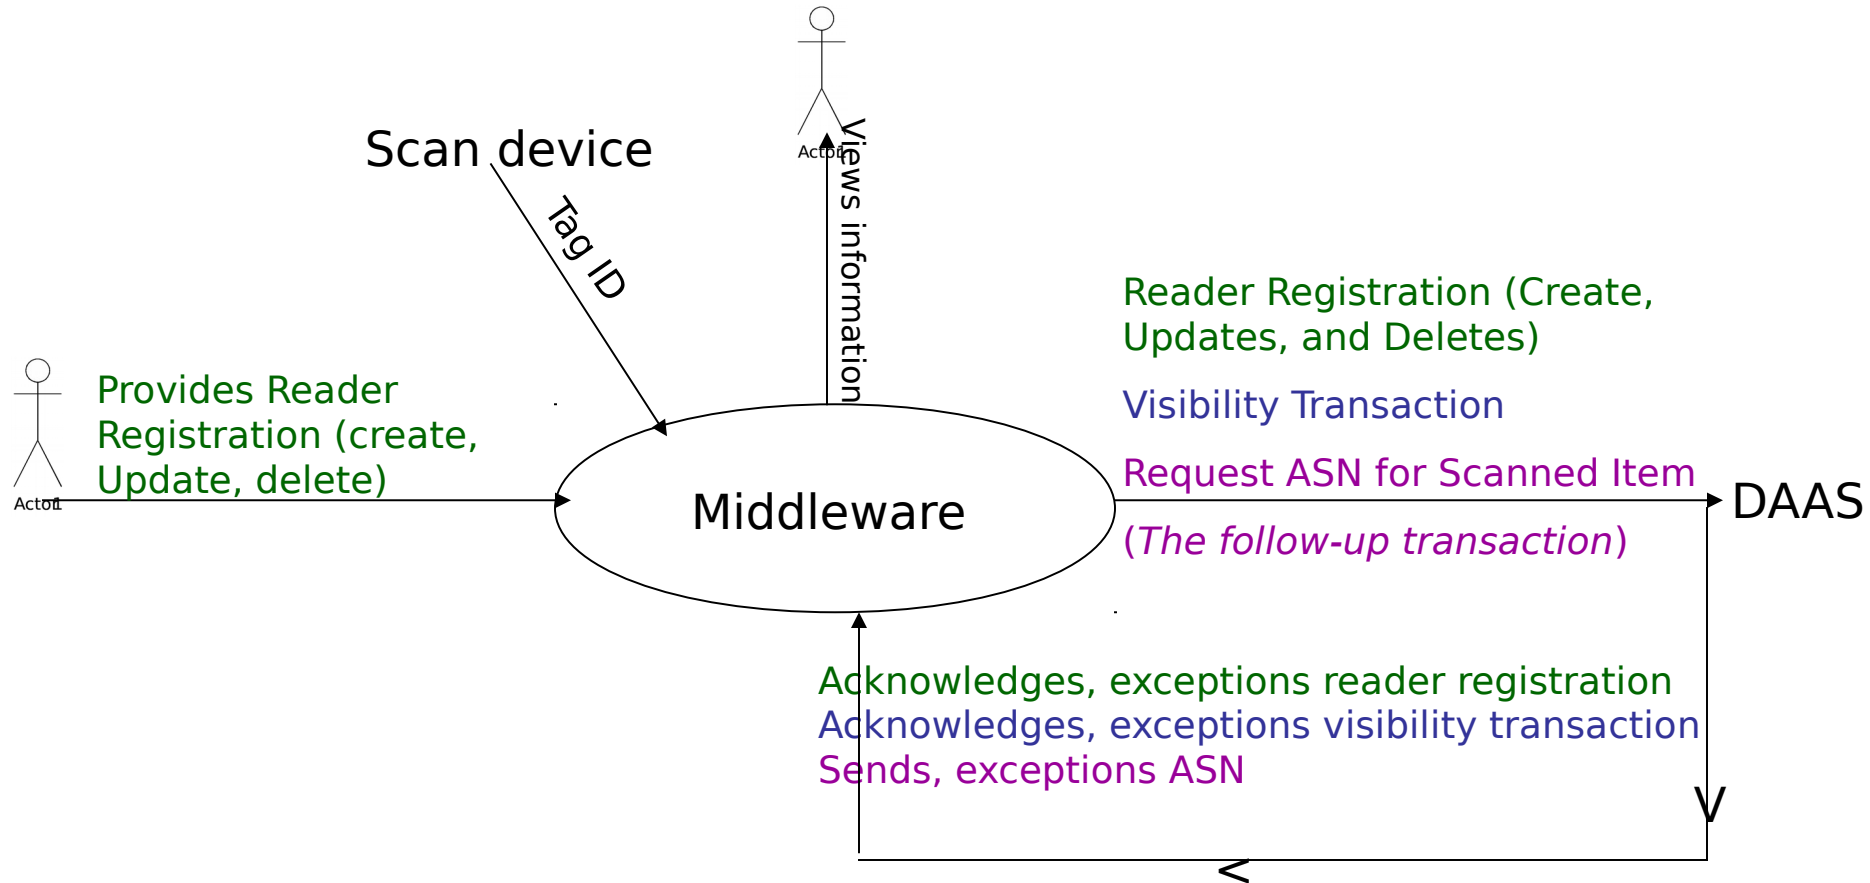 Scan device
Tag ID
Actor1
Views information
Reader Registration (Create,
Updates, and Deletes)
Visibility Transaction
Request ASN for Scanned Item
(The follow-up transaction)
Provides Reader
Registration (create,
Update, delete)
Actor1
Middleware
DAAS
Acknowledges, exceptions reader registration
Acknowledges, exceptions visibility transaction
Sends, exceptions ASN
V
<